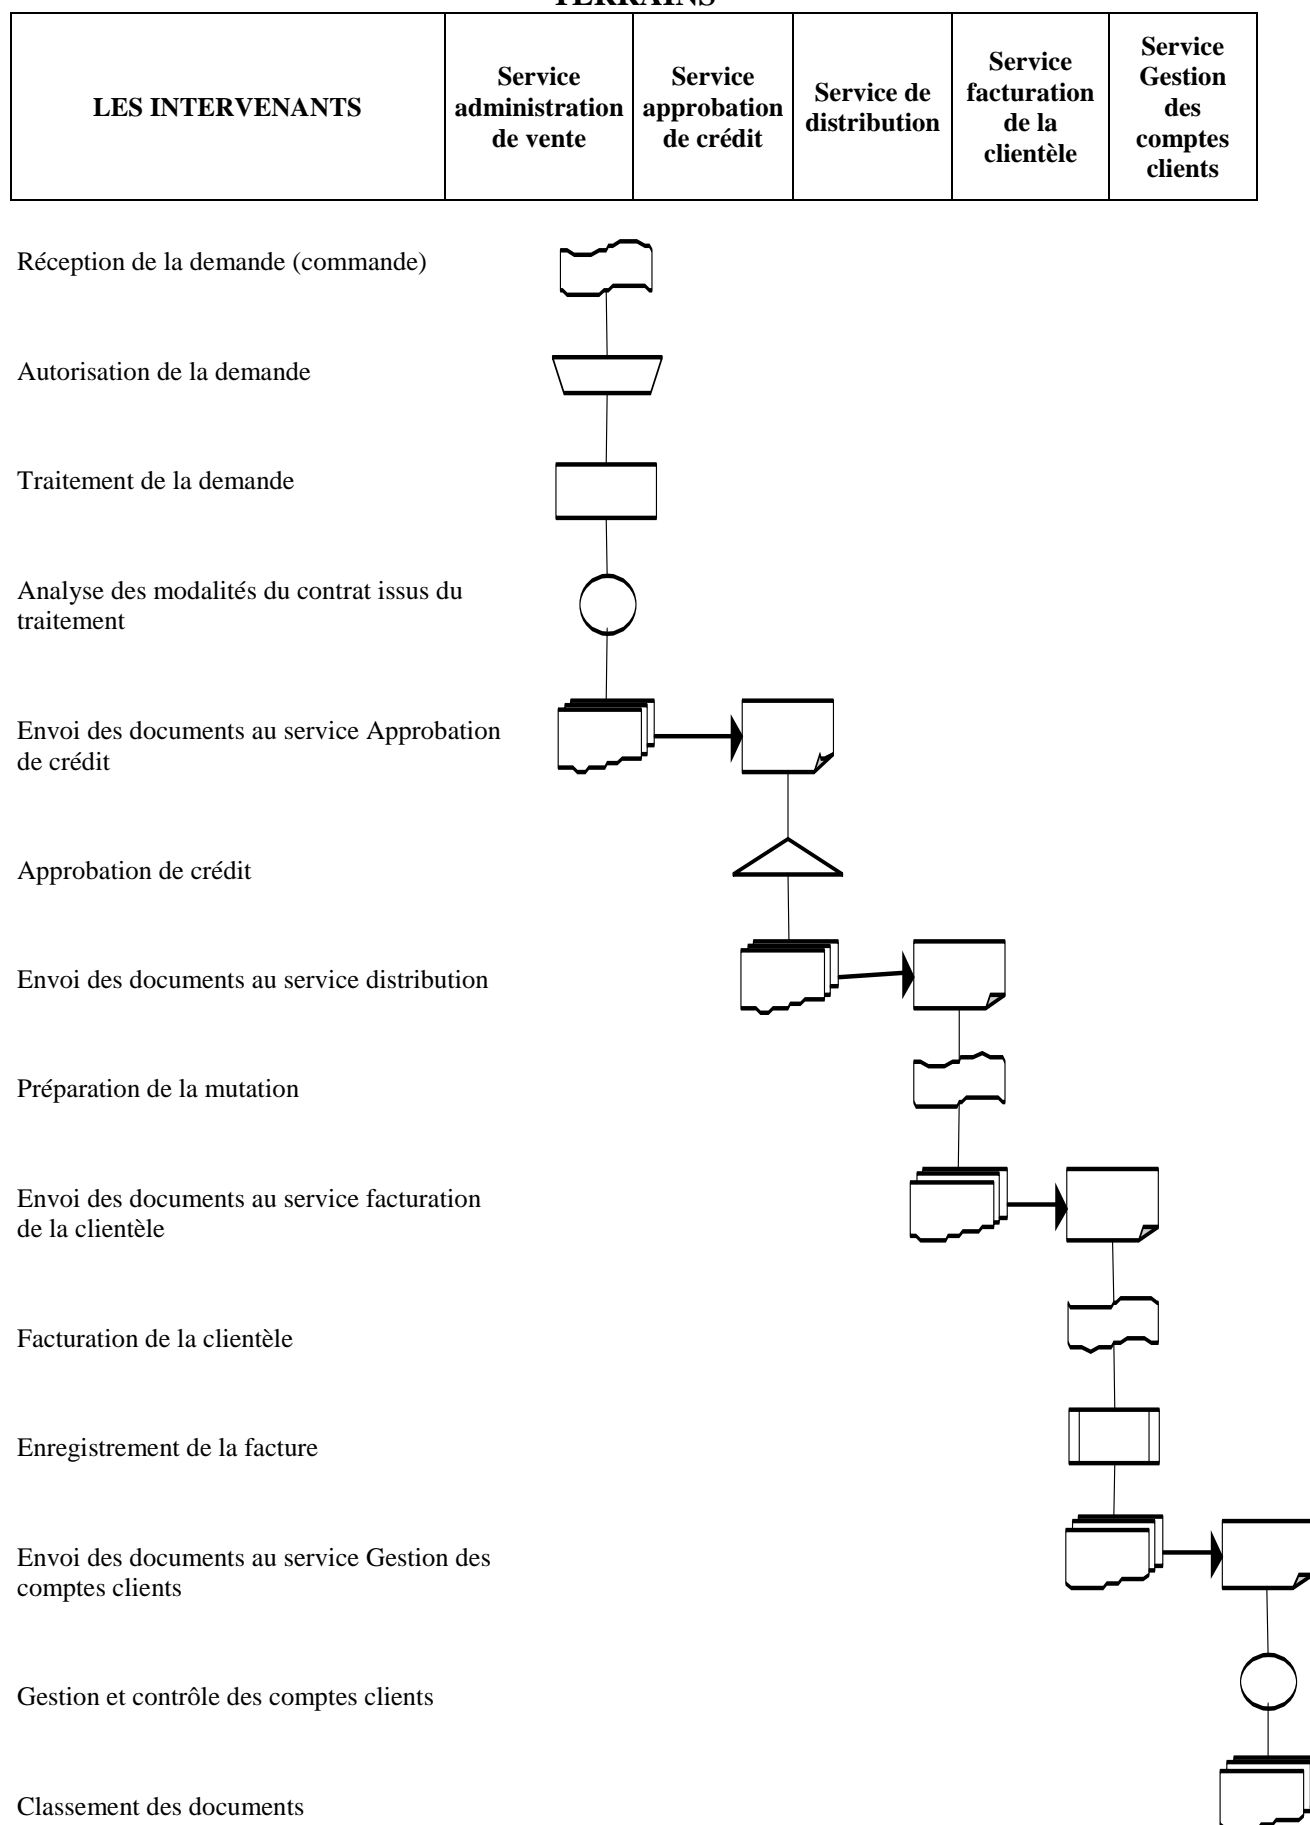 TERRAINS
LES INTERVENANTS
Service
administration
de vente
Service
approbation
de crédit
Service de
distribution
Service
facturation
de la
clientèle
Service
Gestion
des
comptes
clients
Réception de la demande (commande)
Autorisation de la demande
Traitement de la demande
Analyse des modalités du contrat issus du
traitement
Envoi des documents au service Approbation
de crédit
Approbation de crédit
Envoi des documents au service distribution
Préparation de la mutation
Envoi des documents au service facturation
de la clientèle
Facturation de la clientèle
Enregistrement de la facture
Envoi des documents au service Gestion des
comptes clients
Gestion et contrôle des comptes clients
Classement des documents